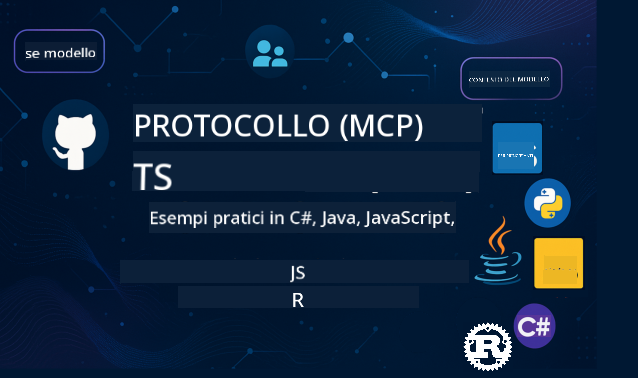 se modello
CONTESTO DEL MODELLO
PROTOCOLLO (MCP)
TS
Esempi pratici in C#, Java, JavaScript,
JS
R
C#
R